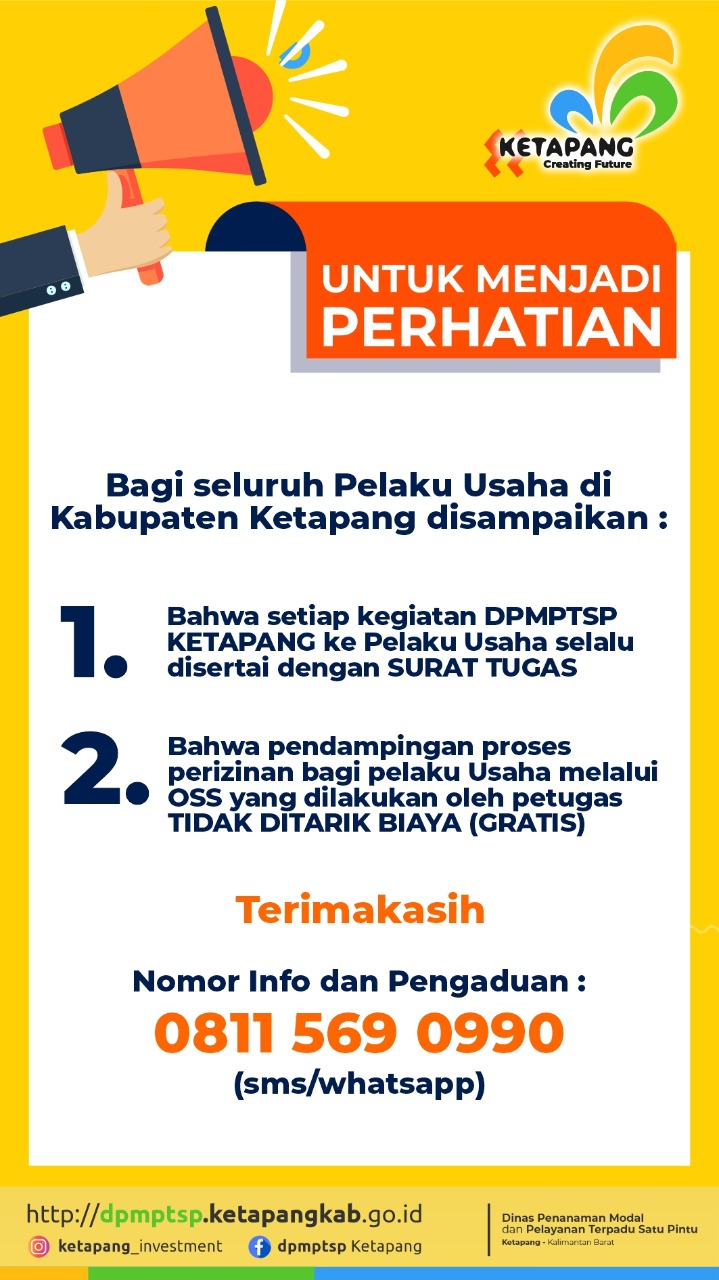 KETAPANG
Creating Future
UNTUK MENJADI
PERHATIAN
Bagi seluruh Pelaku Usaha di
Kabupaten Ketapang disampaikan :
1. Bahwa setiap kegiatan DPMPTSP
KETAPANG ke Pelaku Usaha selalu
disertai dengan SURAT TUGAS
2. Bahwa pendampingan proses
perizinan bagi pelaku Usaha melalui
OSS yang dilakukan oleh petugas
TIDAK DITARIK BIAYA (GRATIS)
Terimakasih
Nomor Info dan Pengaduan :
0811 569 0990
(sms/whatsapp)
http://dpmptsp.ketapangkab.go.id
ketapang_investment dpmptsp Ketapang
Dinas Penanaman Modal
dan Pelayanan Terpadu Satu Pintu
Ketapang - Kalimantan Barat